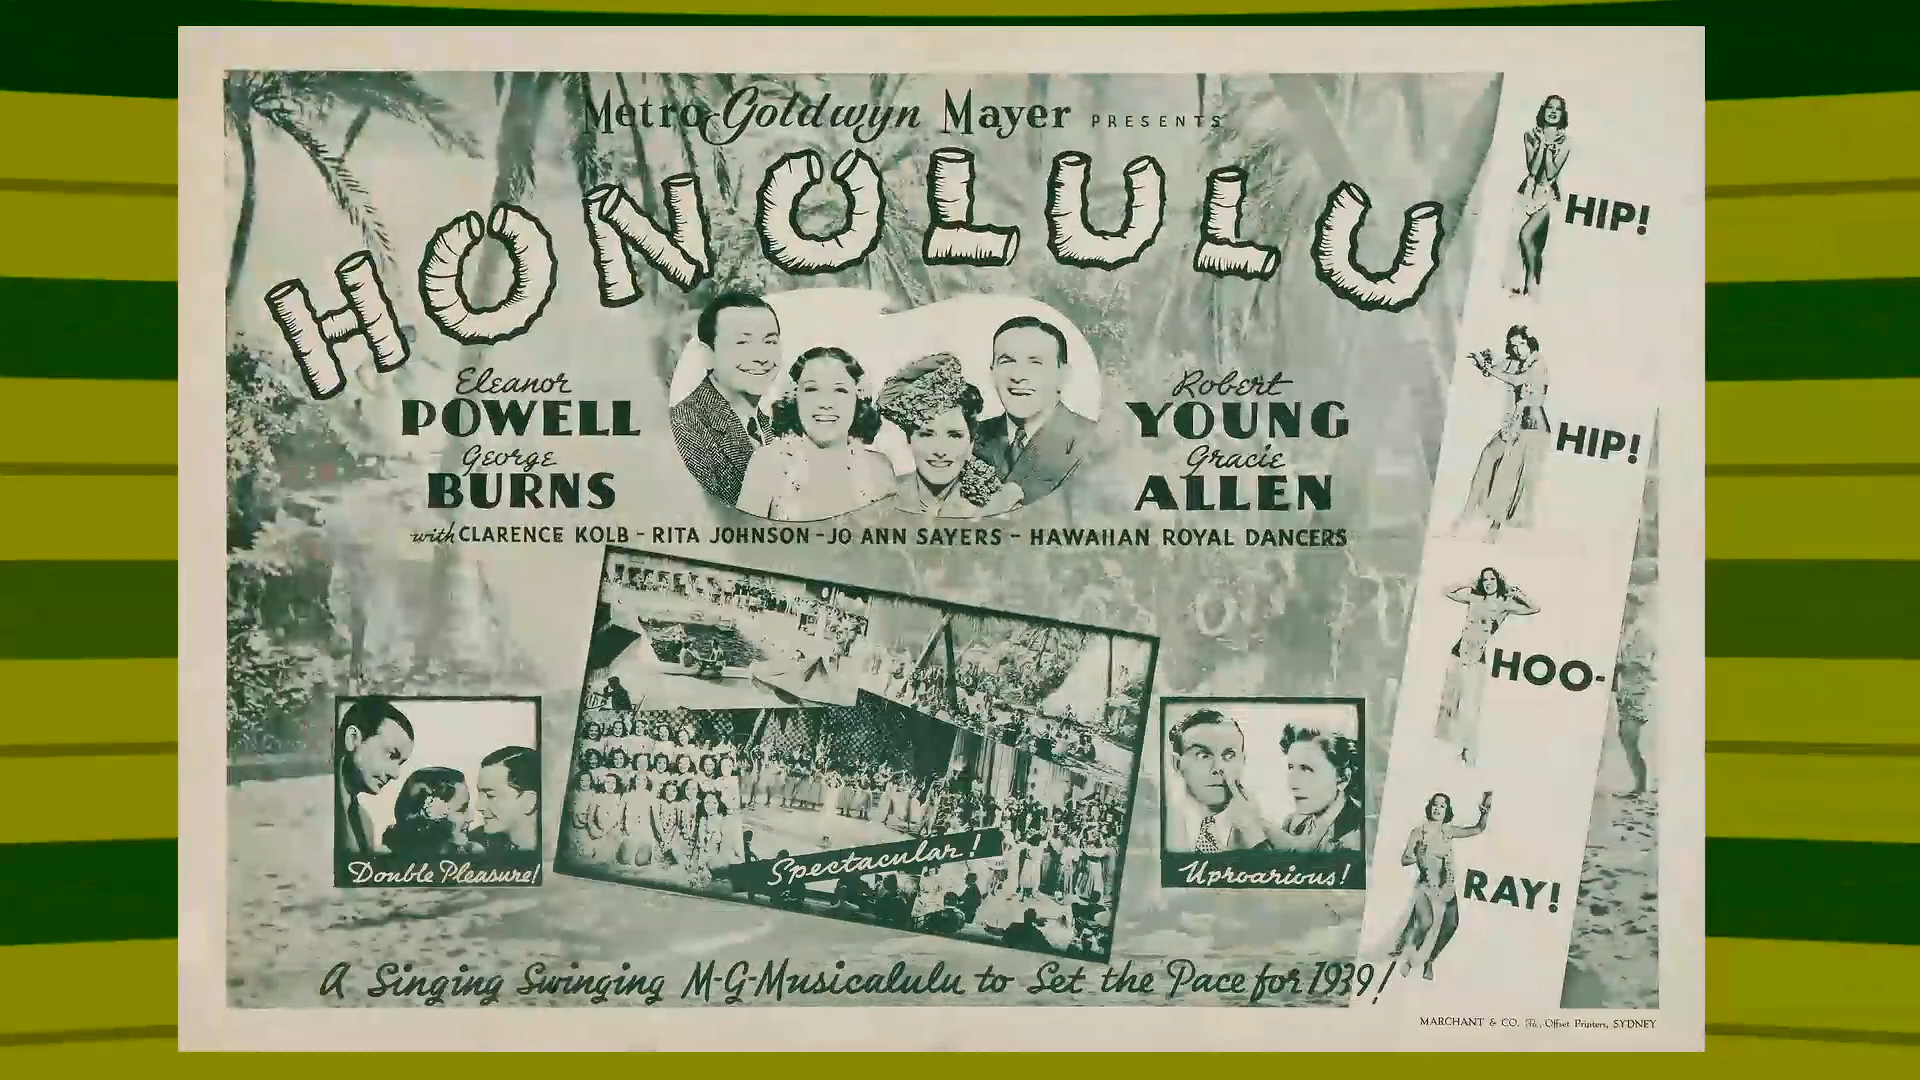 Metro-Goldwyn Mayer PRESENTS
HONOLULU
Eleanor
POWELL
George
BURNS
Robert
YOUNG
Gracie
ALLEN
with CLARENCE KOLB - RITA JOHNSON - JO ANN SAYERS - HAWAIIAN ROYAL DANCERS
Double Pleasure!
Spectacular!
Uproarious!
A Singing Swinging M-G-Musicalulu to Set the Pace for 1939!
HIP!
HIP!
HOO-
RAY!
MARCHANT & CO. Offset Printers, SYDNEY